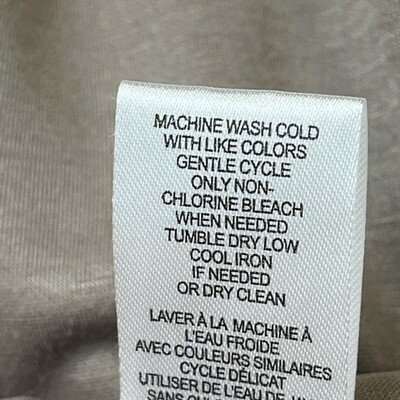 MACHINE WASH COLD
WITH LIKE COLORS
GENTLE CYCLE
ONLY NON-
CHLORINE BLEACH
WHEN NEEDED
TUMBLE DRY LOW
COOL IRON
IF NEEDED
OR DRY CLEAN
LAVER À LA MACHINE À
L'EAU FROIDE
AVEC COULEURS SIMILAIRES
CYCLE DÉLICAT
UTILISER DE L'EAU DE
SANS